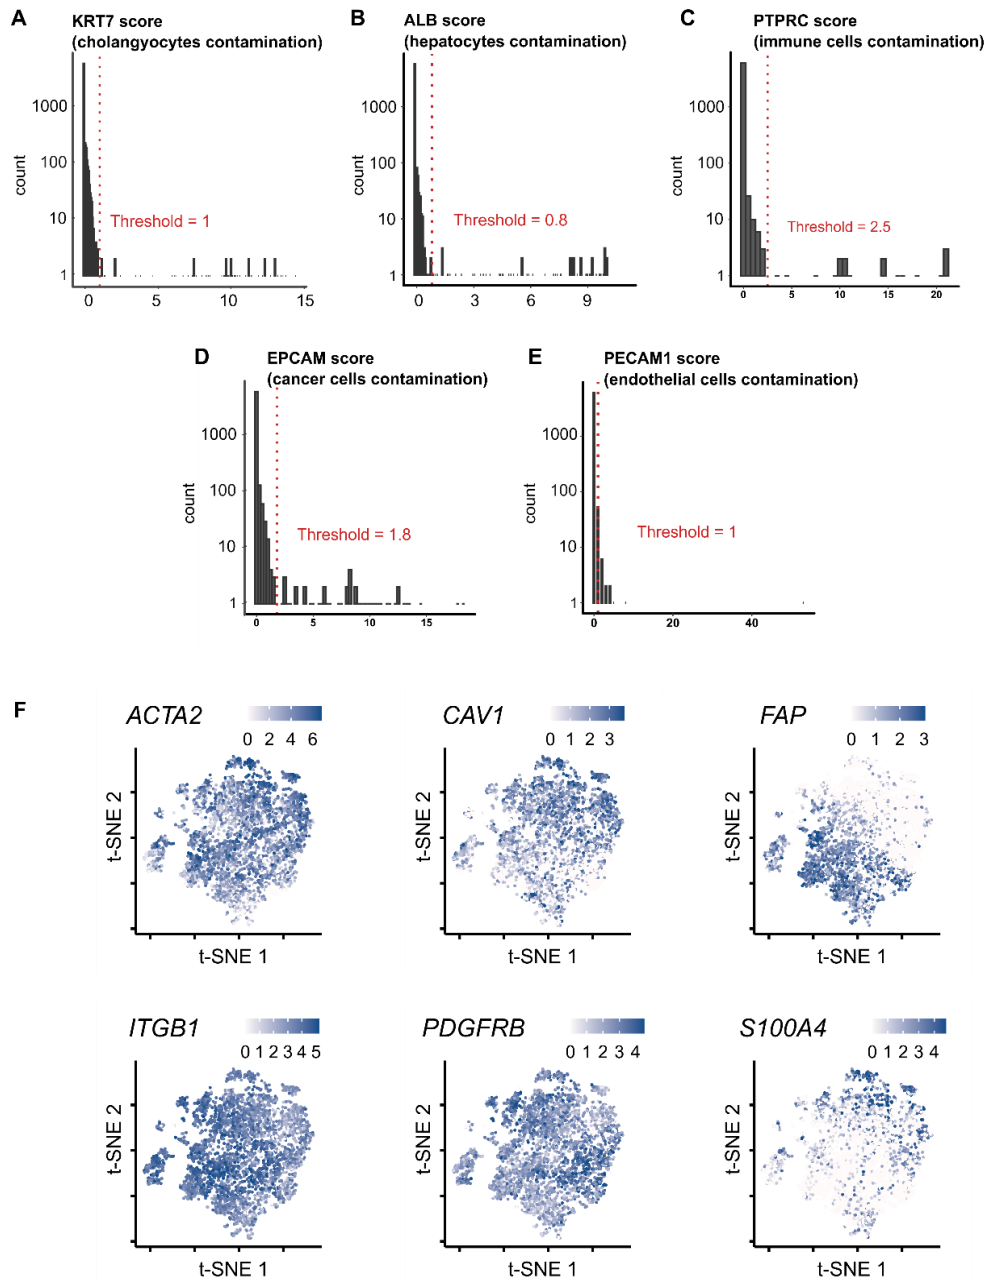 A
KRT7 score
(cholangyocytes contamination)
count
1000
100
10
1
Threshold = 1
0 5 10 15
B
ALB score
(hepatocytes contamination)
count
1000
100
10
1
Threshold = 0.8
0 3 6 9
C
PTPRC score
(immune cells contamination)
count
1000
100
10
1
Threshold = 2.5
0 5 10 15 20
D
EPCAM score
(cancer cells contamination)
count
1000
100
10
1
Threshold = 1.8
0 5 10 15
E
PECAM1 score
(endothelial cells contamination)
count
1000
100
10
1
Threshold = 1
0 20 40
F
ACTA2
0 2 4 6
t-SNE 2
t-SNE 1
CAV1
0 1 2 3
t-SNE 2
t-SNE 1
FAP
0 1 2 3
t-SNE 2
t-SNE 1
ITGB1
0 1 2 3 4 5
t-SNE 2
t-SNE 1
PDGFRB
0 1 2 3 4
t-SNE 2
t-SNE 1
S100A4
0 1 2 3 4
t-SNE 2
t-SNE 1